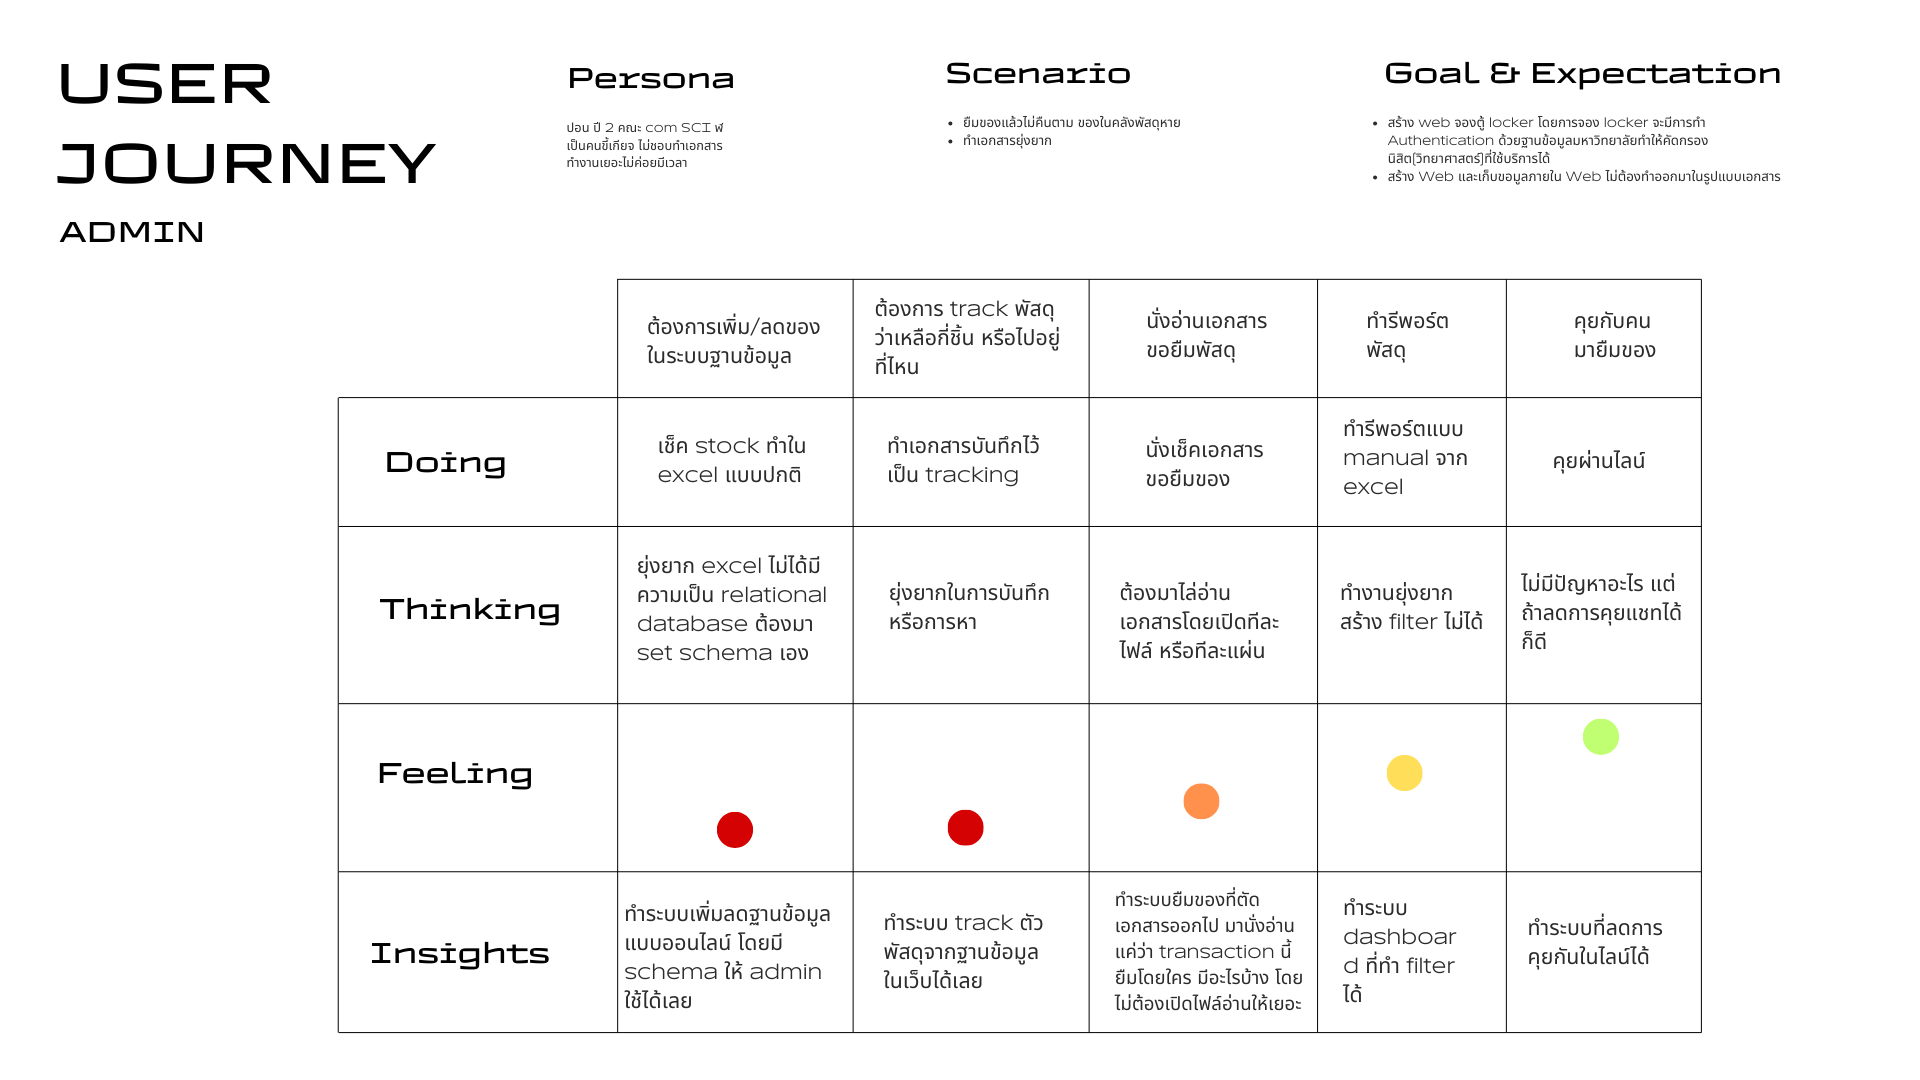 USER
JOURNEY
ADMIN
Persona
ปอน ปี 2 คณะ com SCI ฬ
เป็นคนขี้เกียจ ไม่ชอบทำเอกสาร
ทำงานเยอะไม่ค่อยมีเวลา
Scenario
• ยืมของแล้วไม่คืนตาม ของในคลังพัสดุหาย
• ทำเอกสารยุ่งยาก
Goal & Expectation
• สร้าง web จองตู้ locker โดยการจอง locker จะมีการทำ
Authentication ด้วยฐานข้อมูลมหาวิทยาลัยทำให้คัดกรอง
นิสิต(วิทยาศาสตร์)ที่ใช้บริการได้
• สร้าง Web และเก็บขอมูลภายใน Web ไม่ต้องทำออกมาในรูปแบบเอกสาร
ต้องการเพิ่ม/ลดของ
ในระบบฐานข้อมูล
ต้องการ track พัสดุ
ว่าเหลือกี่ชิ้น หรือไปอยู่
ที่ไหน
นั่งอ่านเอกสาร
ขอยืมพัสดุ
ทำรีพอร์ต
พัสดุ
คุยกับคน
มายืมของ
Doing
เช็ค stock ทำใน
excel แบบปกติ
ทำเอกสารบันทึกไว้
เป็น tracking
นั่งเช็คเอกสาร
ขอยืมของ
ทำรีพอร์ตแบบ
manual จาก
excel
คุยผ่านไลน์
Thinking
ยุ่งยาก excel ไม่ได้มี
ความเป็น relational
database ต้องมา
set schema เอง
ยุ่งยากในการบันทึก
หรือการหา
ต้องมาไล่อ่าน
เอกสารโดยเปิดทีละ
ไฟล์ หรือทีละแผ่น
ทำงานยุ่งยาก
สร้าง filter ไม่ได้
ไม่มีปัญหาอะไร แต่
ถ้าลดการคุยแชทได้
ก็ดี
Feeling
Insights
ทำระบบเพิ่มลดฐานข้อมูล
แบบออนไลน์ โดยมี
schema ให้ admin
ใช้ได้เลย
ทำระบบ track ตัว
พัสดุจากฐานข้อมูล
ในเว็บได้เลย
ทำระบบยืมของที่ตัด
เอกสารออกไป มานั่งอ่าน
แค่ว่า transaction นี้
ยืมโดยใคร มีอะไรบ้าง โดย
ไม่ต้องเปิดไฟล์อ่านให้เยอะ
ทำระบบ
dashboar
d ที่ทำ filter
ได้
ทำระบบที่ลดการ
คุยกันในไลน์ได้